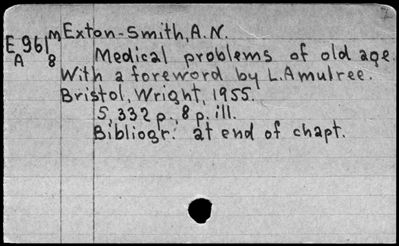 E 961 M Exton-Smith, A. N.
A 8 Medical problems of old age.
With a foreword by L. Amulree.
Bristol, Wright, 1955.
5, 332 p., 8 p. ill.
Bibliogr. at end of chapt.